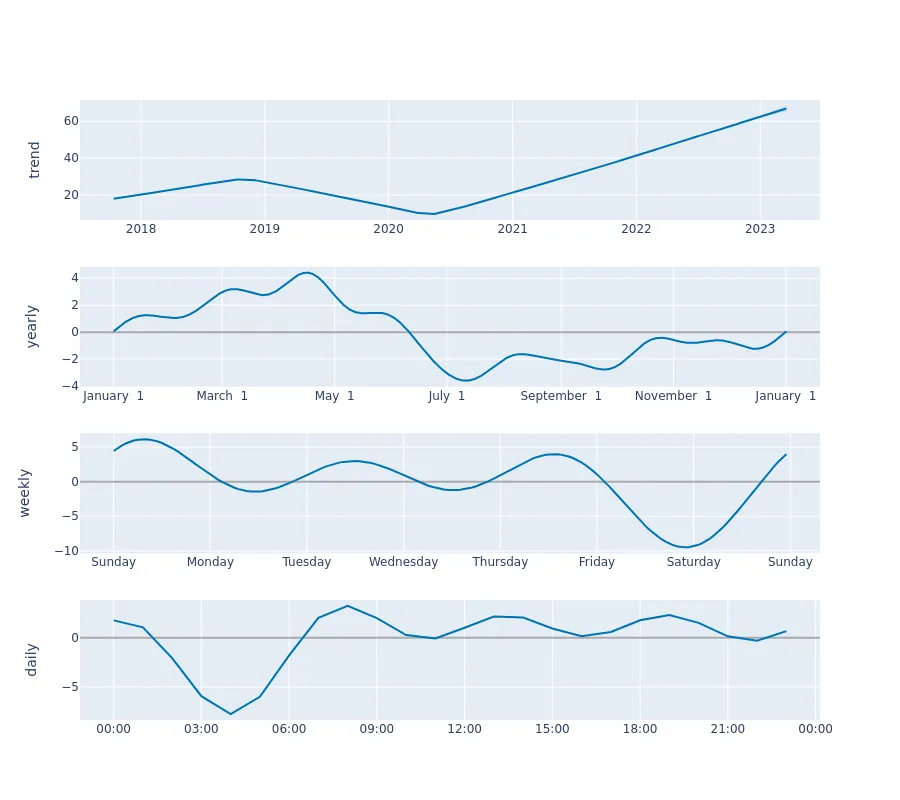 trend
60
40
20
2018 2019 2020 2021 2022 2023
yearly
4
2
0
−2
−4
January 1 March 1 May 1 July 1 September 1 November 1 January 1
weekly
5
0
−5
−10
Sunday Monday Tuesday Wednesday Thursday Friday Saturday Sunday
daily
0
−5
00:00 03:00 06:00 09:00 12:00 15:00 18:00 21:00 00:00